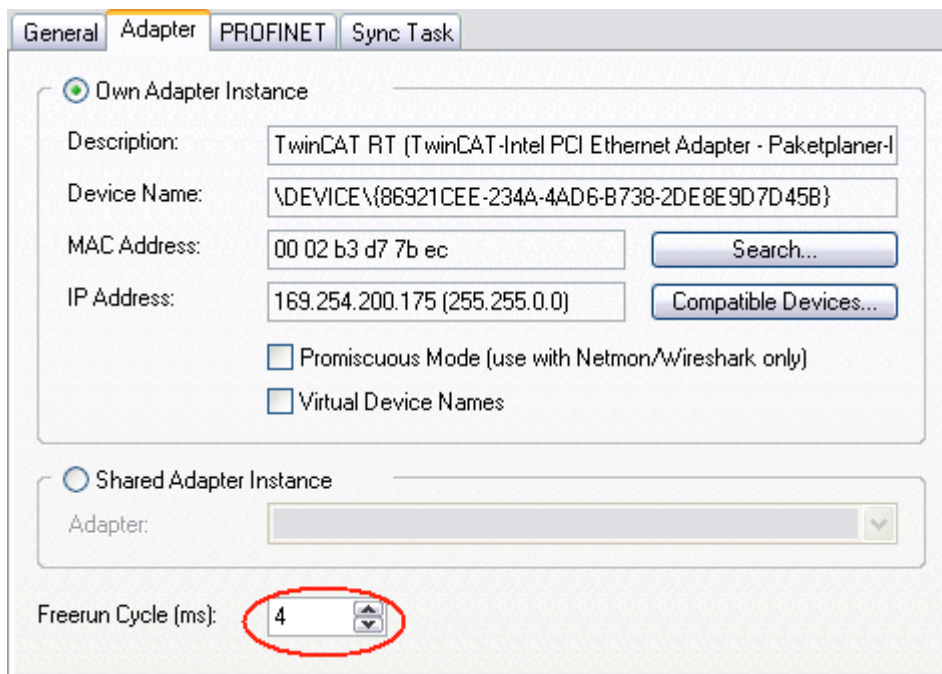 General Adapter PROFINET Sync Task
Own Adapter Instance
Description: TwinCAT RT (TwinCAT-Intel PCI Ethernet Adapter - Paketplaner-
Device Name: \DEVICE\{86921CEE-234A-4AD6-B738-2DE8E9D7D45B}
MAC Address: 00 02 b3 d7 7b ec Search...
IP Address: 169.254.200.175 (255.255.0.0) Compatible Devices...
Promiscuous Mode (use with Netmon/Wireshark only)
Virtual Device Names
Shared Adapter Instance
Adapter:
Freerun Cycle (ms): 4